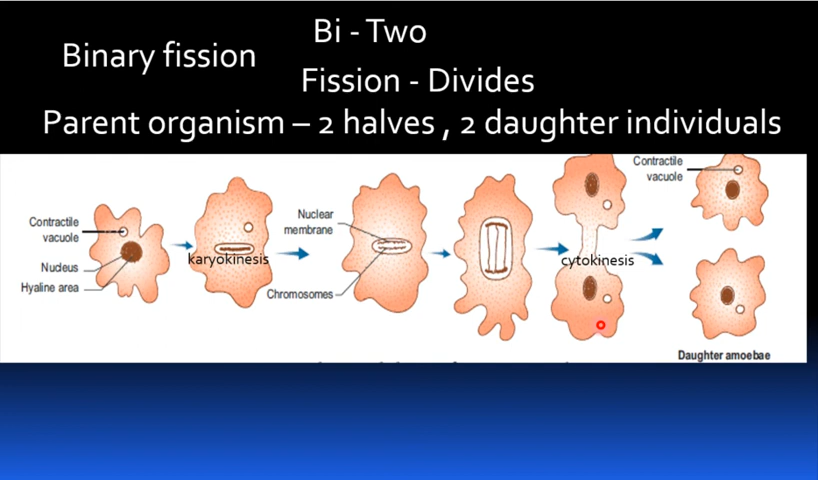 Binary fission
Bi - Two
Fission - Divides
Parent organism – 2 halves , 2 daughter individuals
Contractile
vacuole
Nucleus
Hyaline area
karyokinesis
Nuclear
membrane
Chromosomes
cytokinesis
Contractile
vacuole
Daughter amoebae